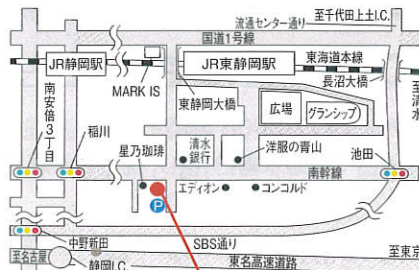 流通センター通り
至千代田上土I.C.
国道1号線
JR静岡駅
JR東静岡駅
東海道本線
MARK IS
長沼大橋
至清水
東静岡大橋
広場
グランシップ
南安倍3丁目
稲川
星乃珈琲
清水銀行
洋服の青山
池田
南幹線
エディオン
コンコルド
P
中野新田
SBS通り
至名古屋
静岡I.C.
東名高速道路
至東京